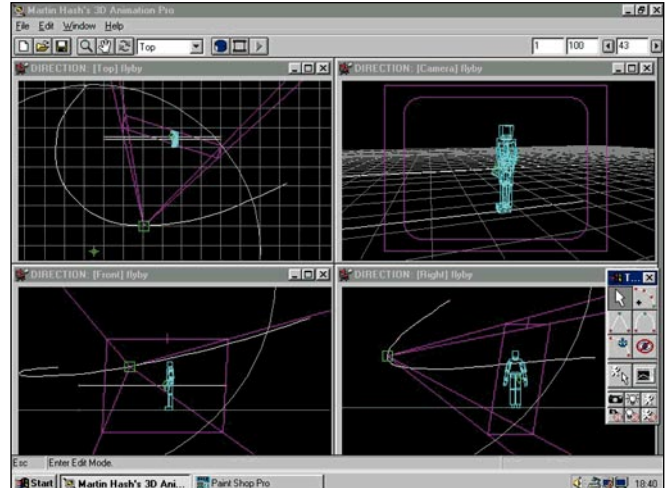 Martin Hash's 3D Animation Pro
File Edit Window Help
Top
1
100
43
DIRECTION: [Top] flyby
DIRECTION: [Camera] flyby
DIRECTION: [Front] flyby
DIRECTION: [Right] flyby
T...
Esc Enter Edit Mode.
Start Martin Hash's 3D Ani... Paint Shop Pro 18:40